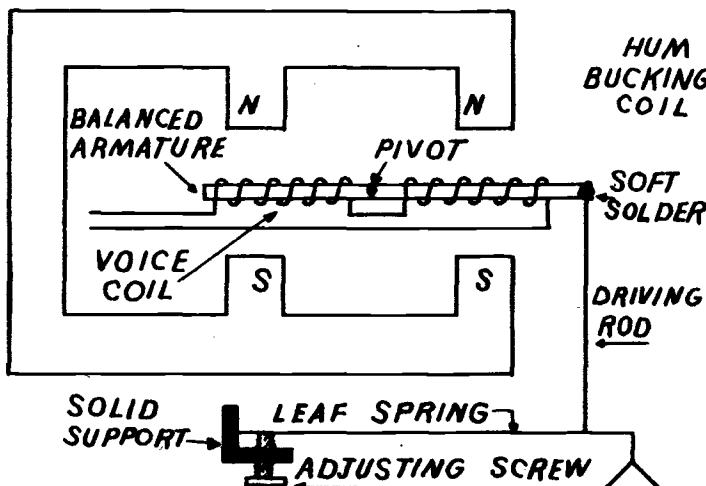 HUM
BUCKING
COIL
N
N
BALANCED
ARMATURE
PIVOT
SOFT
SOLDER
VOICE
COIL
S
S
DRIVING
ROD
SOLID
SUPPORT
LEAF SPRING
ADJUSTING SCREW